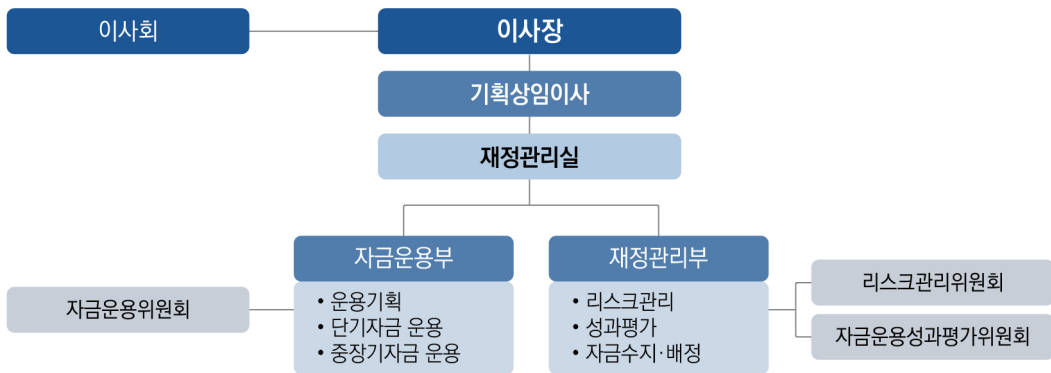 이사회
이사장
기획상임이사
재정관리실
자금운용부
• 운용기획
• 단기자금 운용
• 중장기자금 운용
자금운용위원회
재정관리부
• 리스크관리
• 성과평가
• 자금수지·배정
리스크관리위원회
자금운용성과평가위원회